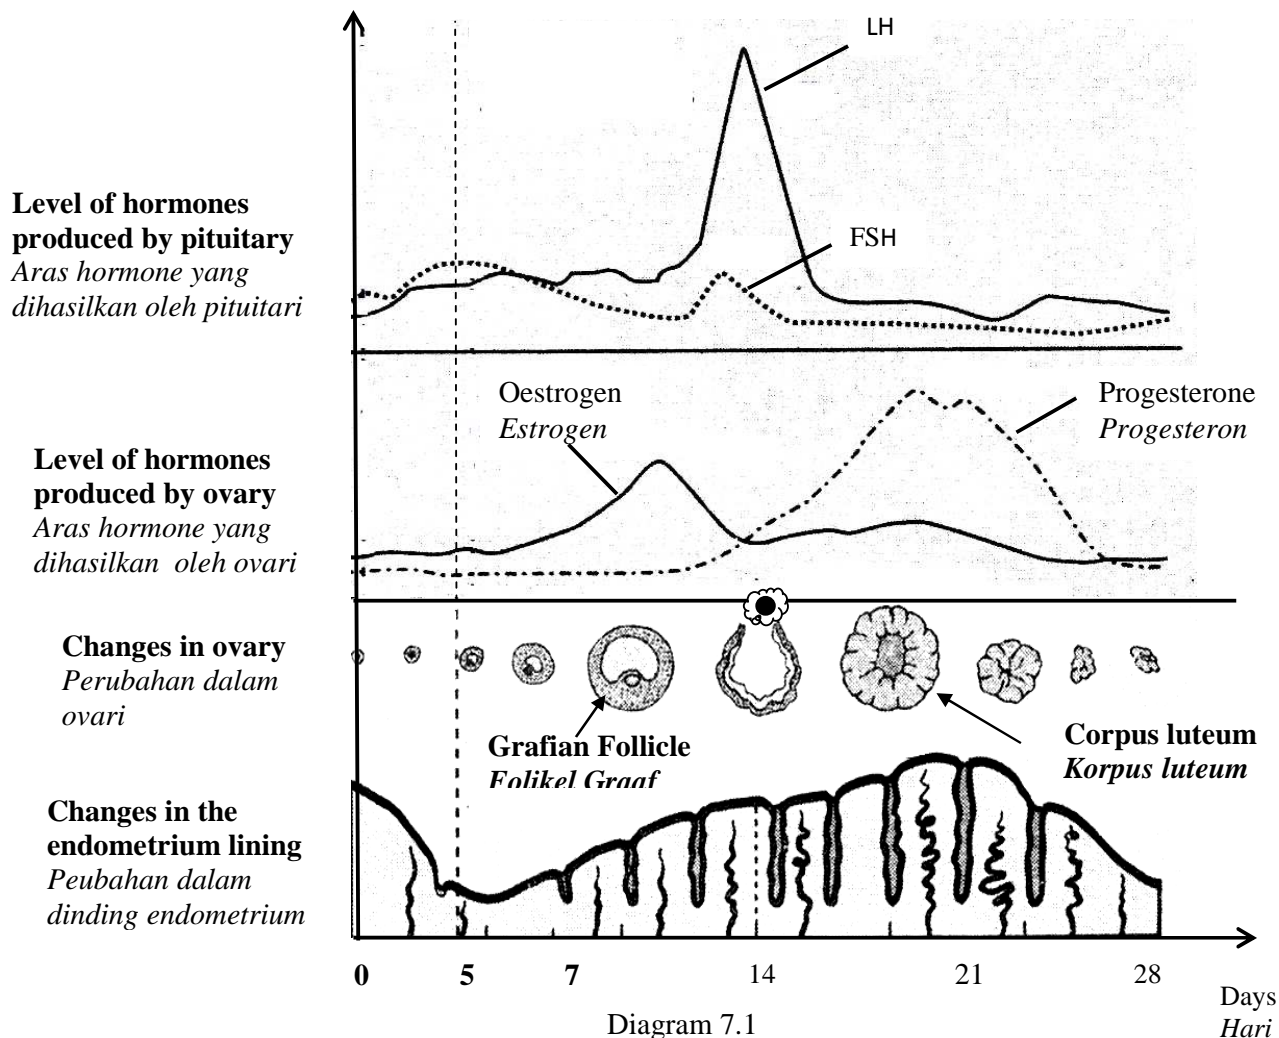 LH
Level of hormones
produced by pituitary
Aras hormone yang
dihasilkan oleh pituitari
FSH
Oestrogen
Estrogen
Progesterone
Progesteron
Level of hormones
produced by ovary
Aras hormone yang
dihasilkan oleh ovari
Changes in ovary
Perubahan dalam
ovari
Grafian Follicle
Folikel Graaf
Corpus luteum
Korpus luteum
Changes in the
endometrium lining
Peubahan dalam
dinding endometrium
0 5 7 14 21 28
Days
Hari
Diagram 7.1